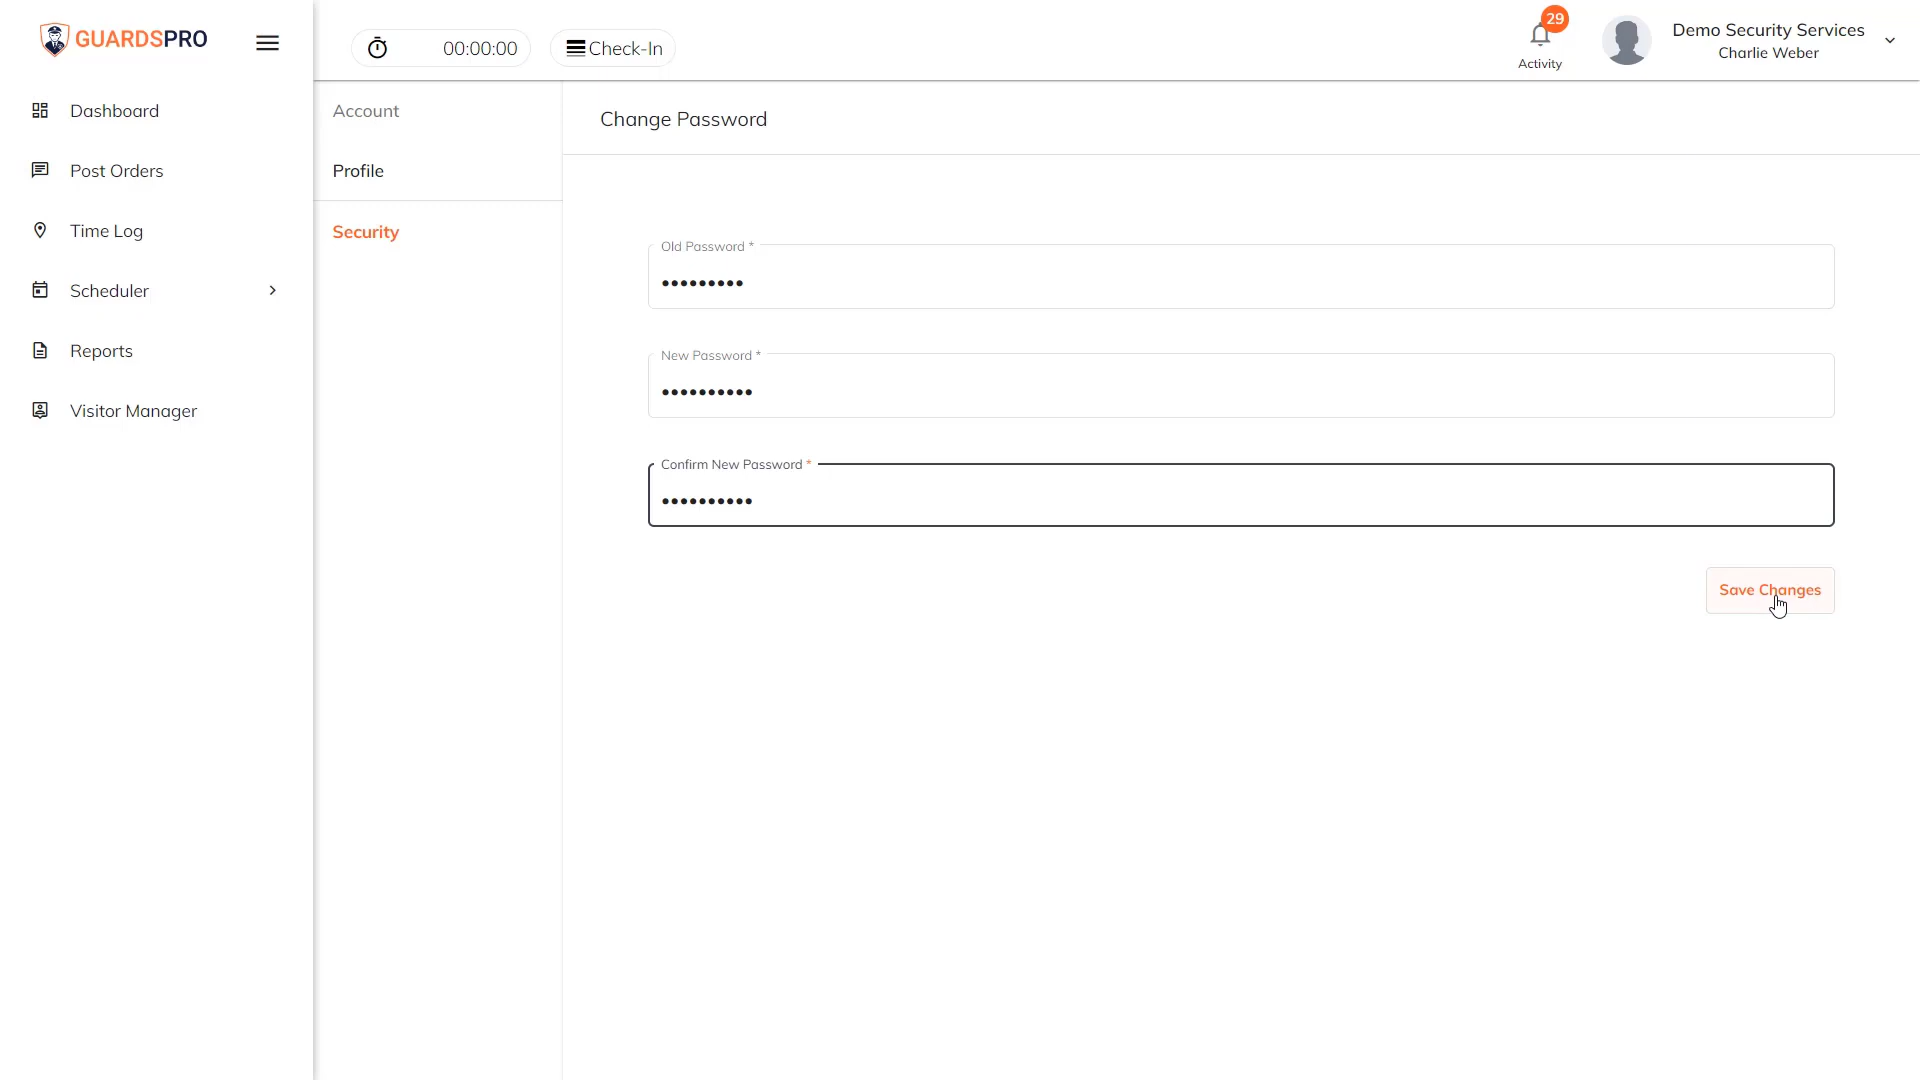 GUARDSPRO
00:00:00
Check-In
29
Activity
Demo Security Services
Charlie Weber
Dashboard
Post Orders
Time Log
Scheduler
Reports
Visitor Manager
Account
Profile
Security
Change Password
Old Password *
•••••••••
New Password *
••••••••••
Confirm New Password *
••••••••••
Save Changes